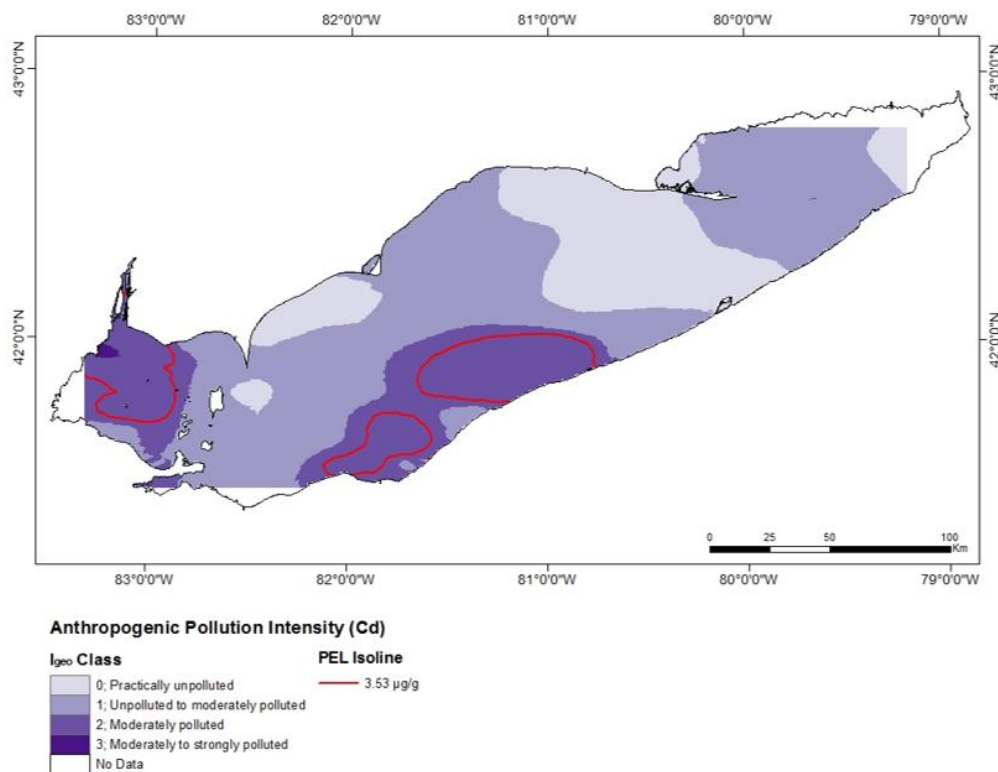 83°0'0"W 82°0'0"W 81°0'0"W 80°0'0"W 79°0'0"W
43°0'0"N 43°0'0"N
42°0'0"N 42°0'0"N
0 25 50 100
Km
83°0'0"W 82°0'0"W 81°0'0"W 80°0'0"W 79°0'0"W
Anthropogenic Pollution Intensity (Cd)
Igeo Class
0; Practically unpolluted
1; Unpolluted to moderately polluted
2; Moderately polluted
3; Moderately to strongly polluted
No Data
PEL Isoline
3.53 µg/g